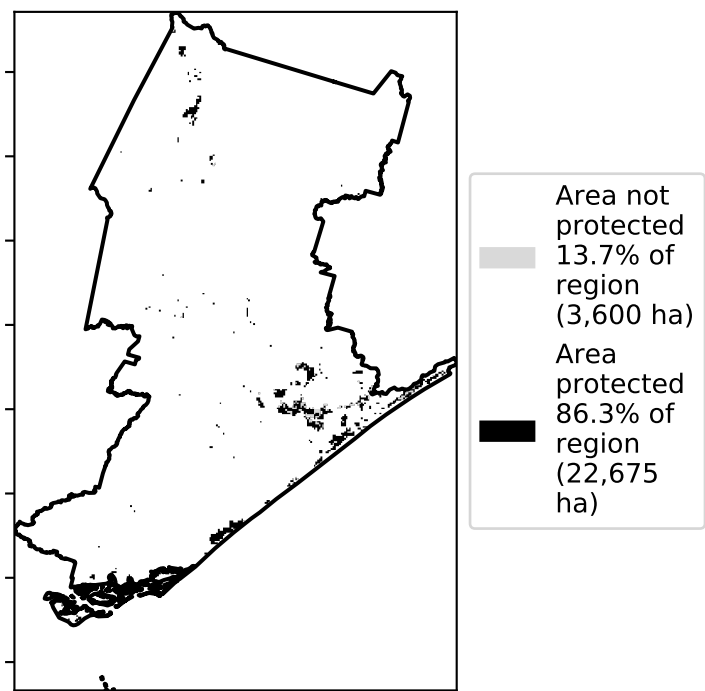 Area not
protected
13.7% of
region
(3,600 ha)
Area
protected
86.3% of
region
(22,675
ha)